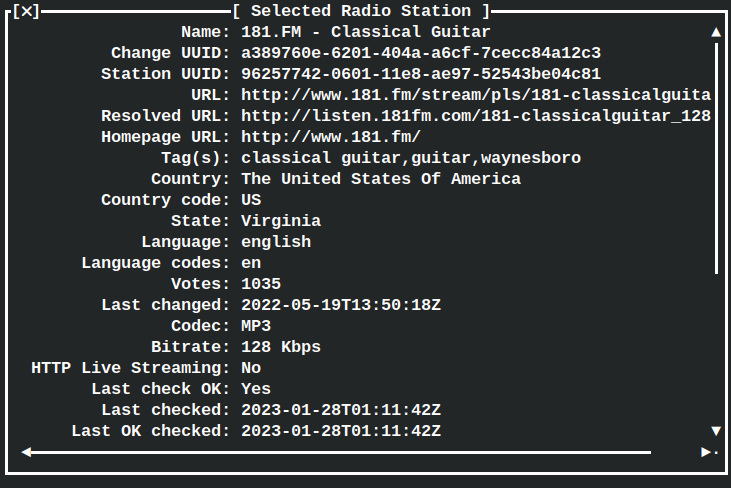 [×] [ Selected Radio Station ]
Name: 181.FM - Classical Guitar
Change UUID: a389760e-6201-404a-a6cf-7cecc84a12c3
Station UUID: 96257742-0601-11e8-ae97-52543be04c81
URL: http://www.181.fm/stream/pls/181-classicalguita
Resolved URL: http://listen.181fm.com/181-classicalguitar_128
Homepage URL: http://www.181.fm/
Tag(s): classical guitar,guitar,waynesboro
Country: The United States Of America
Country code: US
State: Virginia
Language: english
Language codes: en
Votes: 1035
Last changed: 2022-05-19T13:50:18Z
Codec: MP3
Bitrate: 128 Kbps
HTTP Live Streaming: No
Last check OK: Yes
Last checked: 2023-01-28T01:11:42Z
Last OK checked: 2023-01-28T01:11:42Z